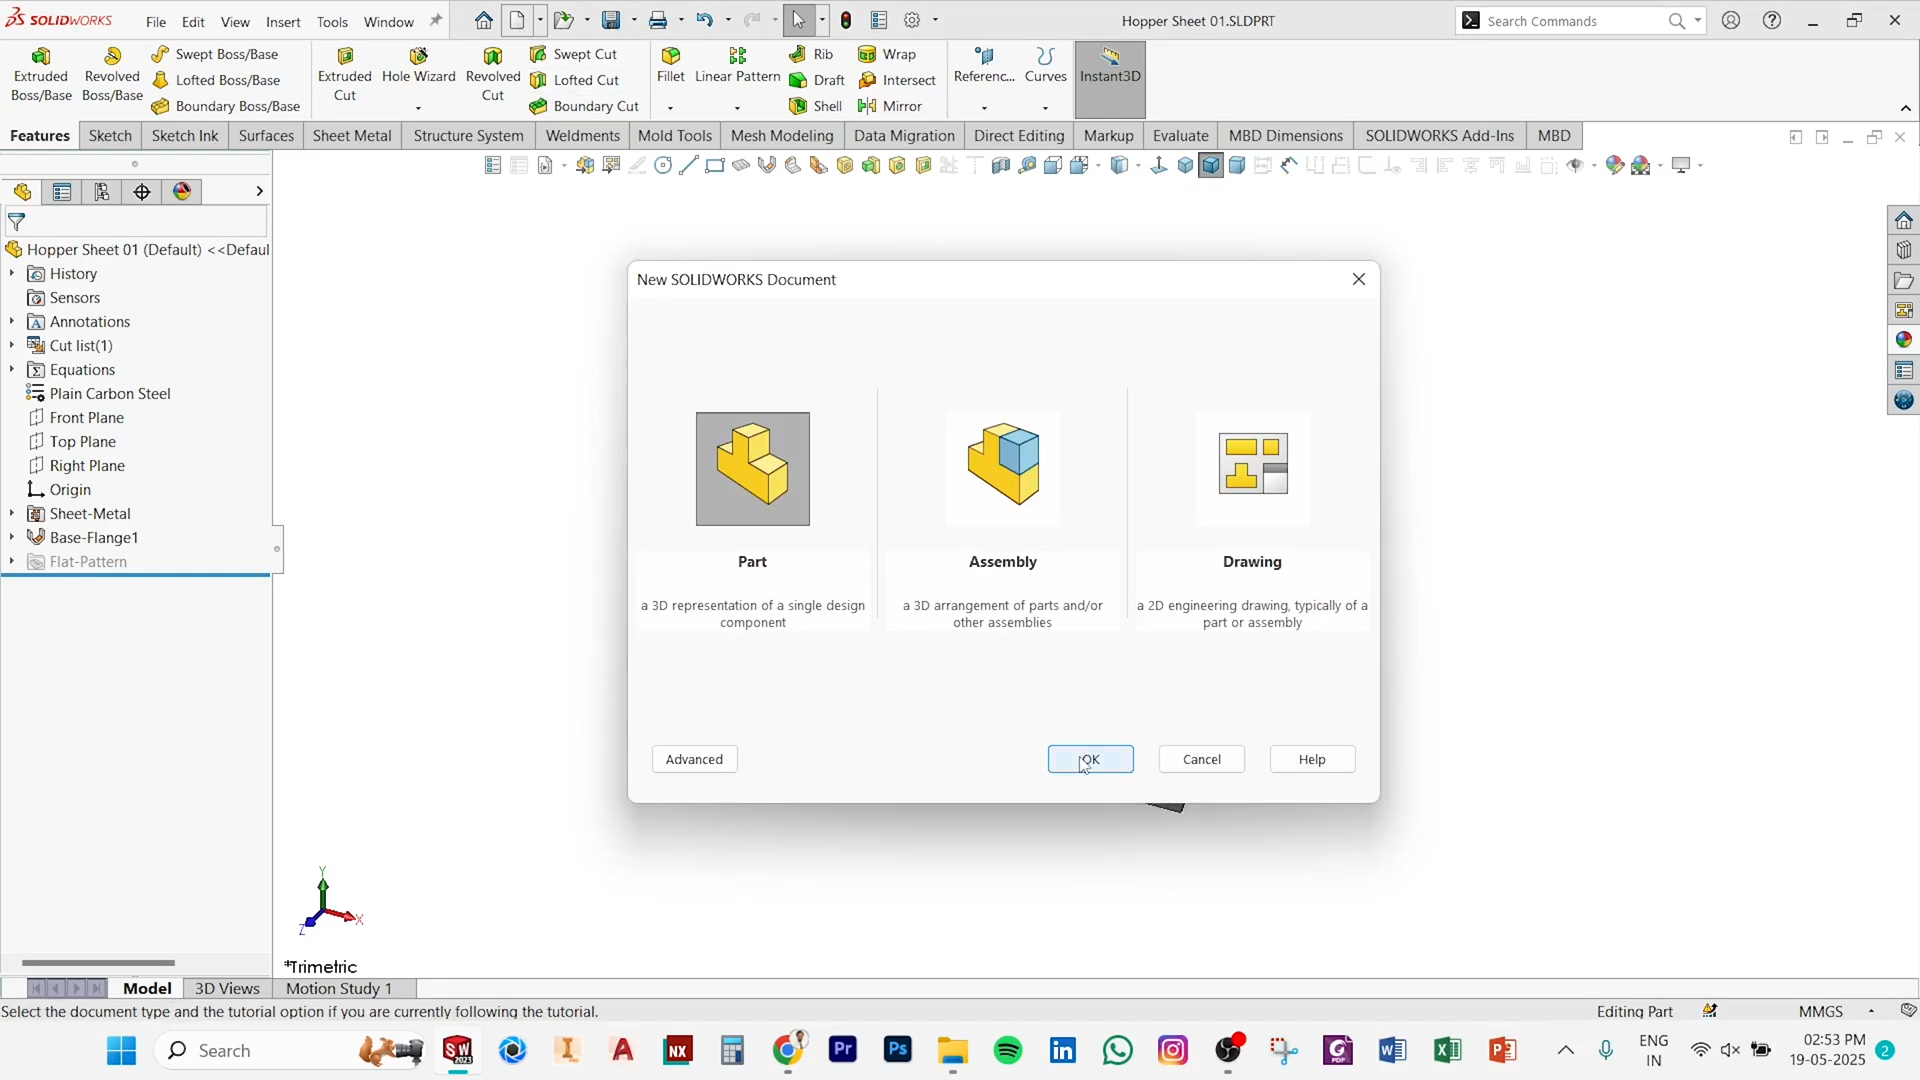 SOLIDWORKS File Edit View Insert Tools Window Hopper Sheet 01.SLDPRT Search Commands
Extruded Boss/Base
Revolved Boss/Base
Swept Boss/Base
Lofted Boss/Base
Boundary Boss/Base
Extruded Cut
Hole Wizard
Revolved Cut
Swept Cut
Lofted Cut
Boundary Cut
Fillet
Linear Pattern
Rib
Draft
Shell
Wrap
Intersect
Mirror
Referenc...
Curves
Instant3D
Features Sketch Sketch Ink Surfaces Sheet Metal Structure System Weldments Mold Tools Mesh Modeling Data Migration Direct Editing Markup Evaluate MBD Dimensions SOLIDWORKS Add-Ins MBD
Hopper Sheet 01 (Default) <<Defaul
History
Sensors
Annotations
Cut list(1)
Equations
Plain Carbon Steel
Front Plane
Top Plane
Right Plane
Origin
Sheet-Metal
Base-Flange1
Flat-Pattern
New SOLIDWORKS Document
Part
a 3D representation of a single design
component
Assembly
a 3D arrangement of parts and/or
other assemblies
Drawing
a 2D engineering drawing, typically of a
part or assembly
Advanced OK Cancel Help
Y
X
Z
*Trimetric
Model 3D Views Motion Study 1
Select the document type and the tutorial option if you are currently following the tutorial. Editing Part MMGS
Search
ENG
IN
02:53 PM
19-05-2025
2